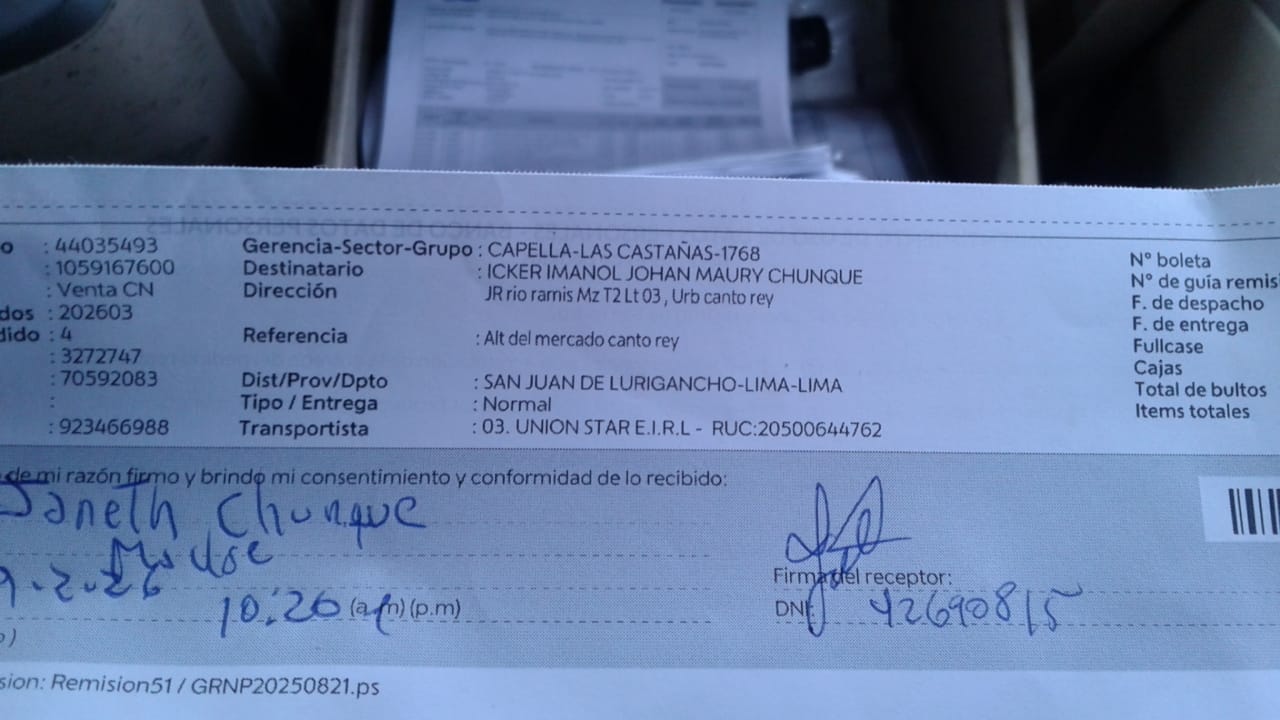 o : 44035493 Gerencia-Sector-Grupo : CAPELLA-LAS CASTAÑAS-1768 N° boleta
: 1059167600 Destinatario : ICKER IMANOL JOHAN MAURY CHUNQUE N° de guía remis
: Venta CN Dirección JR rio ramis Mz T2 Lt 03 , Urb canto rey F. de despacho
dos : 202603 F. de entrega
dido : 4 Referencia : Alt del mercado canto rey Fullcase
: 3272747 Cajas
: 70592083 Dist/Prov/Dpto : SAN JUAN DE LURIGANCHO-LIMA-LIMA Total de bultos
: Tipo / Entrega : Normal Items totales
: 923466988 Transportista : 03. UNION STAR E.I.R.L - RUC:20500644762
de mi razón firmo y brindo mi consentimiento y conformidad de lo recibido:
Janeth Chunque
9.2.26
Firma del receptor:
10:26 (a.m) (p.m) DNI: 42690815
sion: Remision51 / GRNP20250821.ps